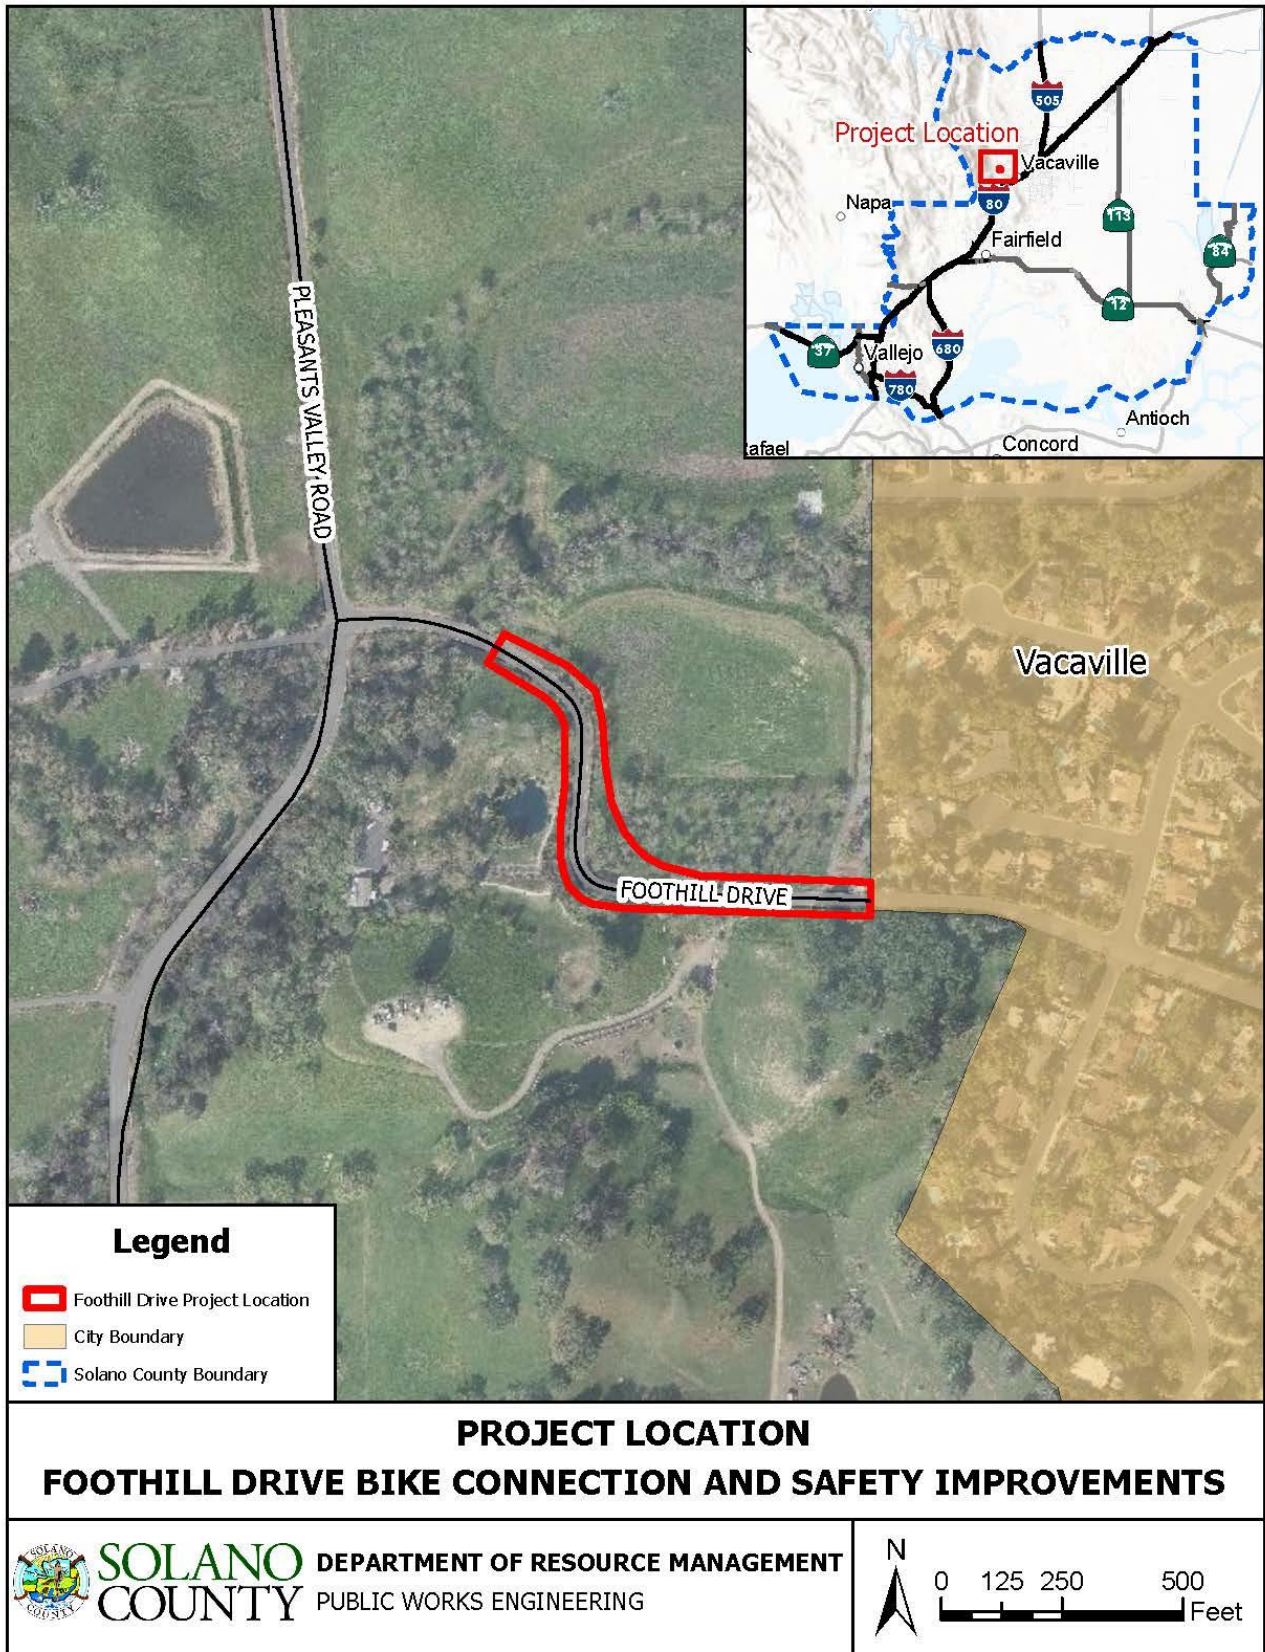 Project Location
505
Vacaville
80
Napa
113
Fairfield
84
12
37
Vallejo
680
780
Antioch
Concord
afael
PLEASANTS VALLEY ROAD
Vacaville
FOOTHILL DRIVE
Legend
Foothill Drive Project Location
City Boundary
Solano County Boundary
PROJECT LOCATION
FOOTHILL DRIVE BIKE CONNECTION AND SAFETY IMPROVEMENTS
SOLANO
COUNTY
SOLANO
COUNTY
DEPARTMENT OF RESOURCE MANAGEMENT
PUBLIC WORKS ENGINEERING
N
0 125 250 500
Feet